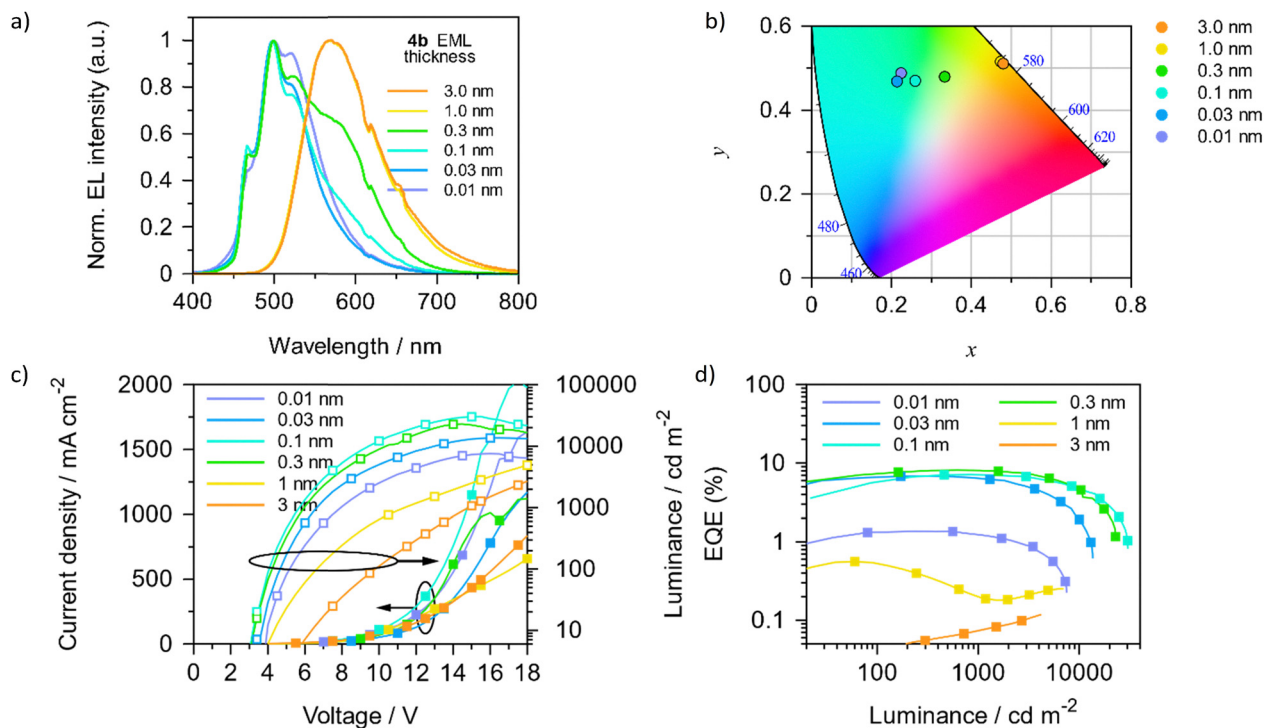 a)
Norm. EL intensity (a.u.)
1
0.8
0.6
0.4
0.2
0
400 500 600 700 800
Wavelength / nm
4b EML
thickness
3.0 nm
1.0 nm
0.3 nm
0.1 nm
0.03 nm
0.01 nm
b)
y
0.6
0.4
0.2
0
0 0.2 0.4 0.6 0.8
x
580
600
620
480
460
3.0 nm
1.0 nm
0.3 nm
0.1 nm
0.03 nm
0.01 nm
c)
Current density / mA cm−2
2000
1500
1000
500
0
0 2 4 6 8 10 12 14 16 18
Voltage / V
0.01 nm
0.03 nm
0.1 nm
0.3 nm
1 nm
3 nm
100000
10000
1000
100
10
Luminance / cd m−2
d)
EQE (%)
100
10
1
0.1
100 1000 10000
Luminance / cd m−2
0.01 nm
0.03 nm
0.1 nm
0.3 nm
1 nm
3 nm